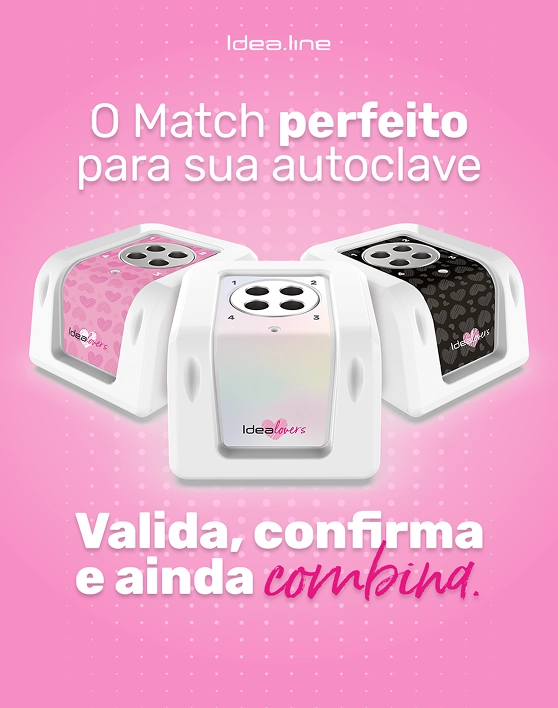 Idea.line
O Match perfeito
para sua autoclave
1 2
4 3
Idealovers
Idealovers
Idealovers
Valida, confirma
e ainda combina.